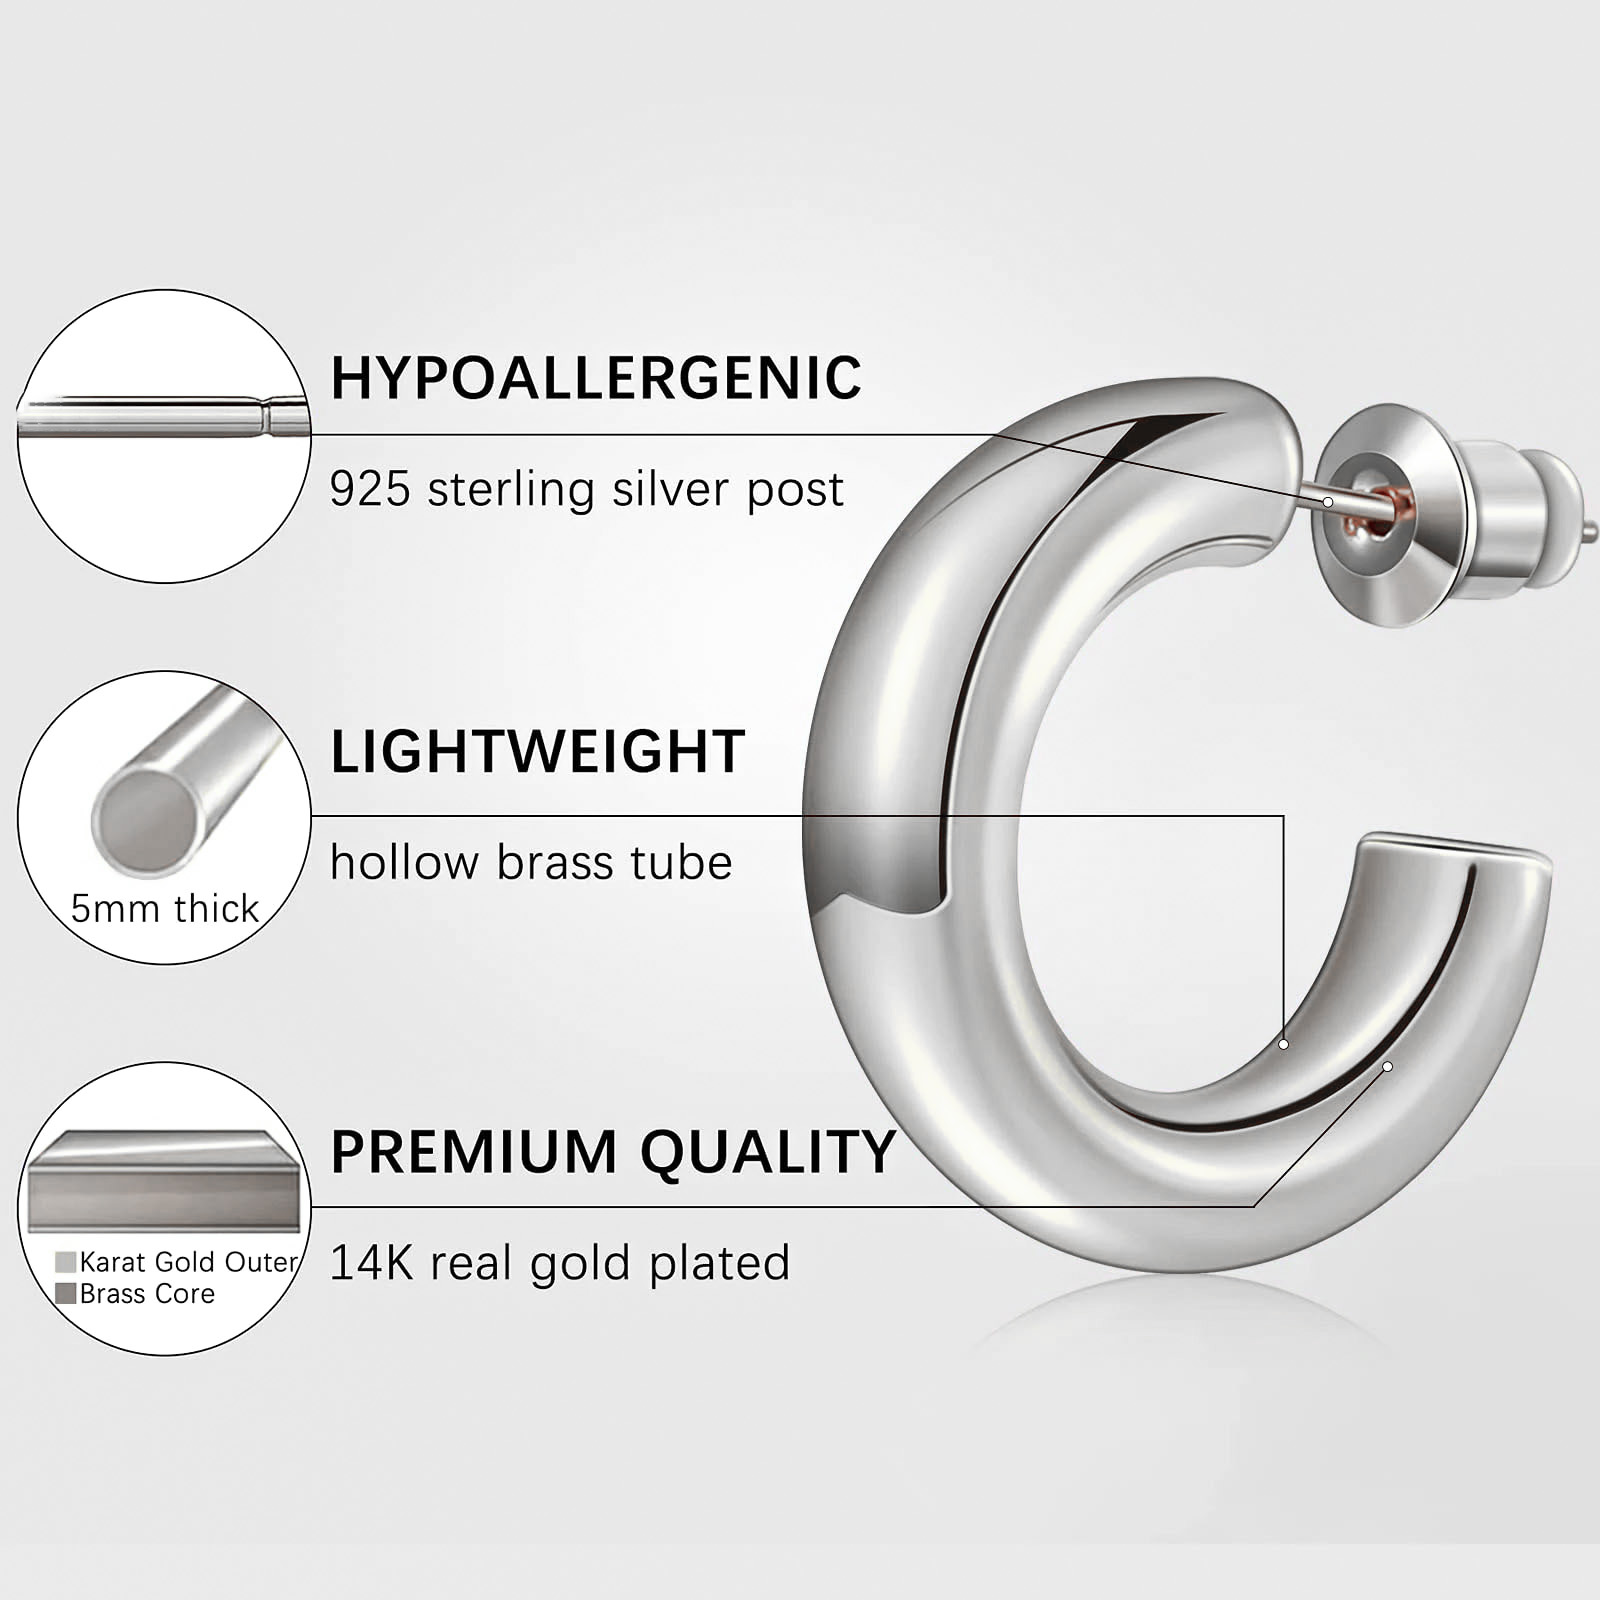 HYPOALLERGENIC
925 sterling silver post
LIGHTWEIGHT
hollow brass tube
5mm thick
PREMIUM QUALITY
14K real gold plated
Karat Gold Outer
Brass Core